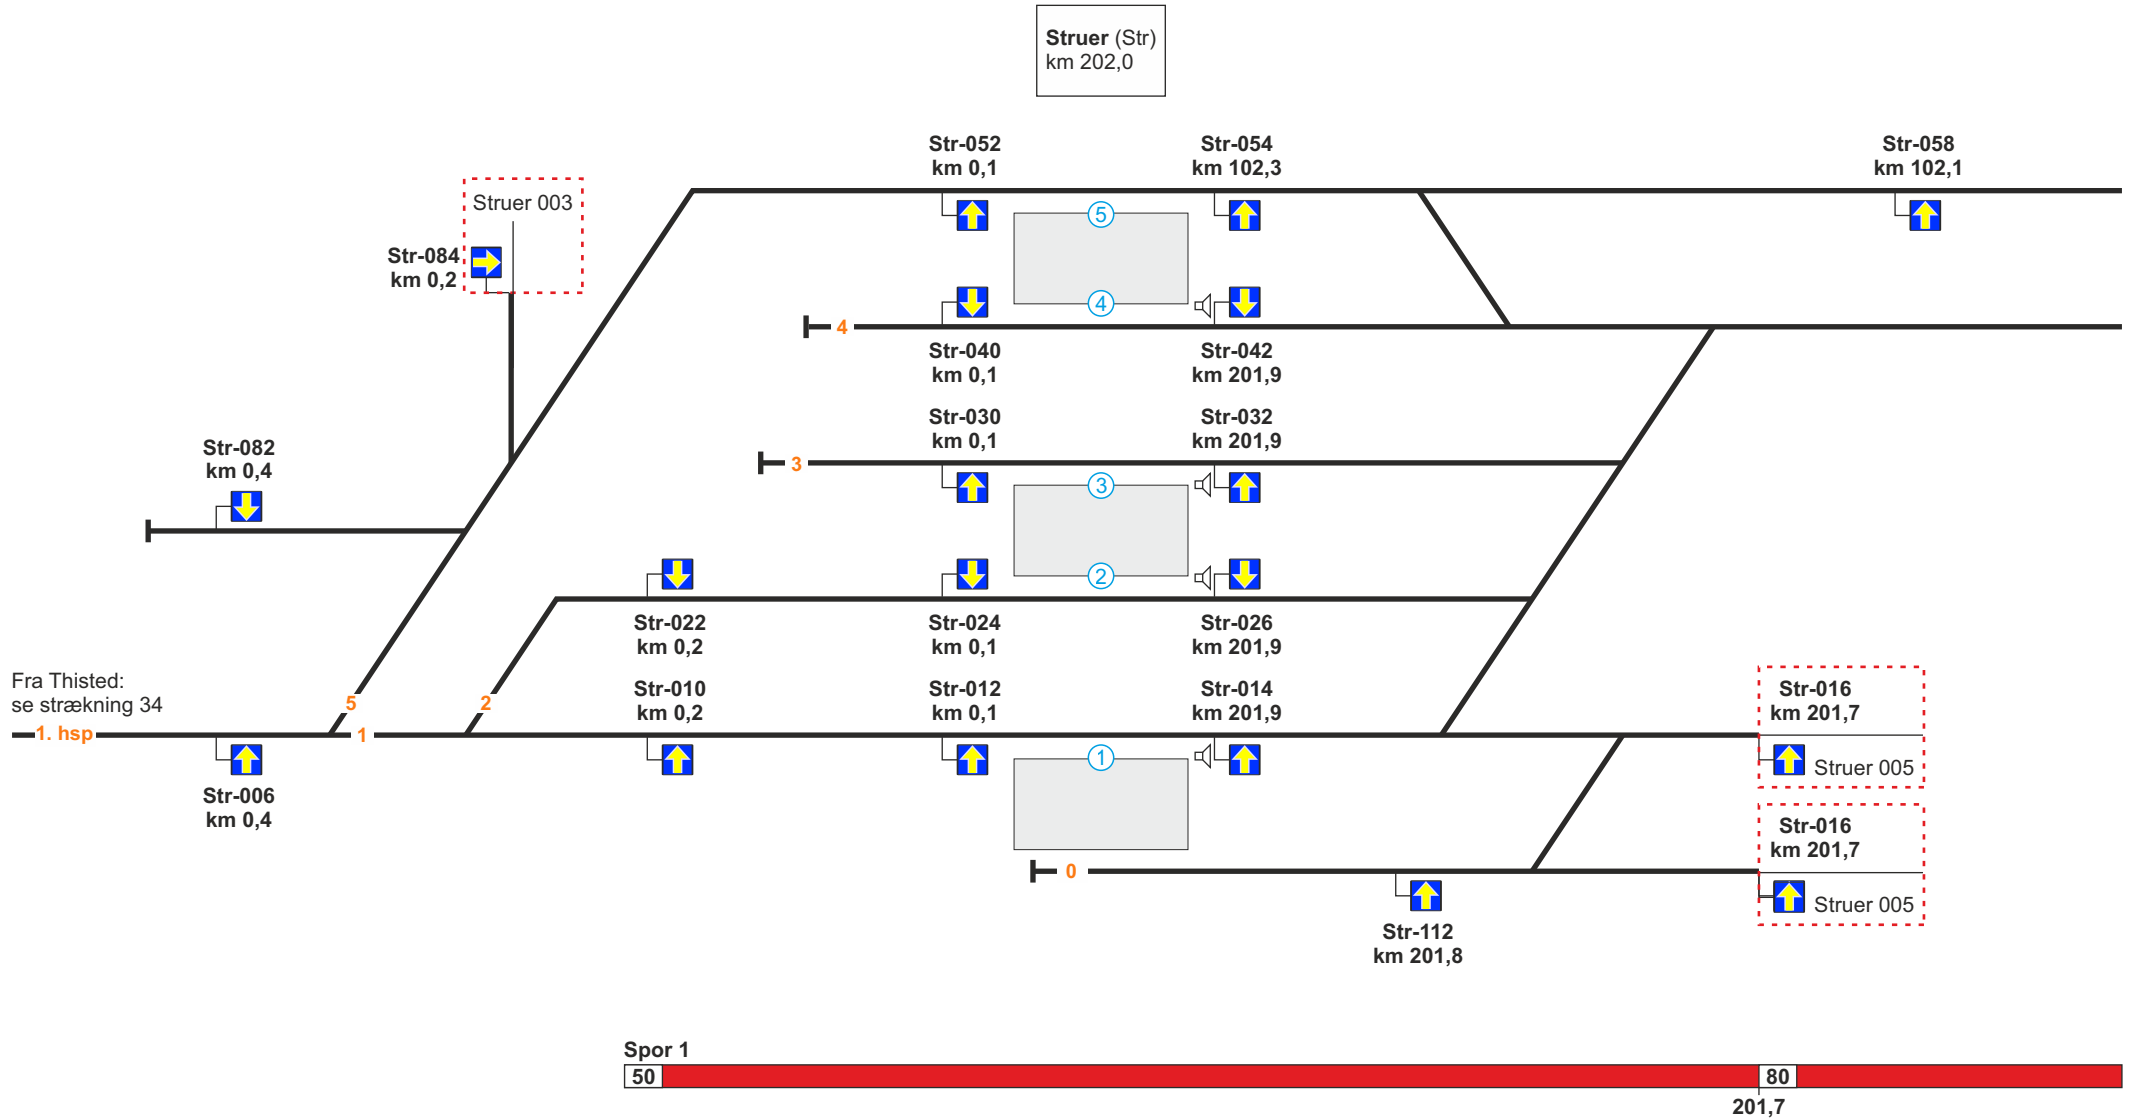 Struer (Str)
km 202,0
Str-052
km 0,1
Str-054
km 102,3
Str-058
km 102,1
Struer 003
Str-084
km 0,2
5
4
4
Str-040
km 0,1
Str-042
km 201,9
Str-030
km 0,1
Str-032
km 201,9
Str-082
km 0,4
3
3
2
Str-022
km 0,2
Str-024
km 0,1
Str-026
km 201,9
Fra Thisted:
se strækning 34
1. hsp
5
1
2
Str-010
km 0,2
Str-012
km 0,1
Str-014
km 201,9
Str-016
km 201,7
Struer 005
1
Str-006
km 0,4
Str-016
km 201,7
Struer 005
0
Str-112
km 201,8
Spor 1
50
80
201,7